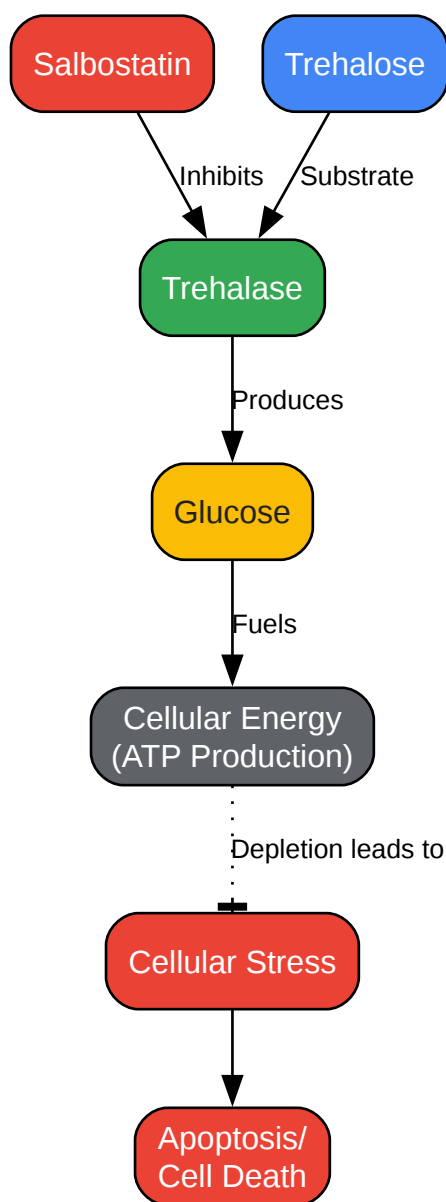 Salbostatin
Trehalose
Inhibits
Substrate
Trehalase
Produces
Glucose
Fuels
Cellular Energy
(ATP Production)
Depletion leads to
Cellular Stress
Apoptosis/
Cell Death